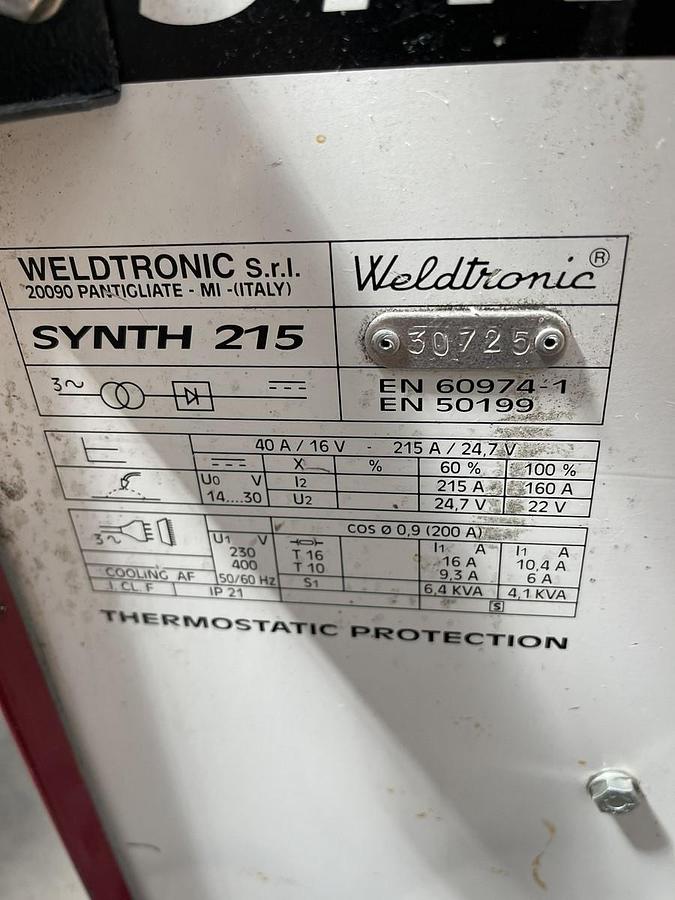 WELDTRONIC S.r.l.
20090 PANTIGLIATE - MI -(ITALY)
Weldtronic ®
SYNTH 215
30725
3~
EN 60974-1
EN 50199
40 A / 16 V - 215 A / 24,7 V
X % 60 % 100 %
U0 V I2 215 A 160 A
14....30 U2 24,7 V 22 V
COS Ø 0,9 (200 A)
3~ U1 V I1 A I1 A
230 T 16 16 A 10,4 A
400 T 10 9,3 A 6 A
COOLING AF 50/60 HZ S1 6,4 KVA 4,1 KVA
I. CL. F IP 21 S
THERMOSTATIC PROTECTION